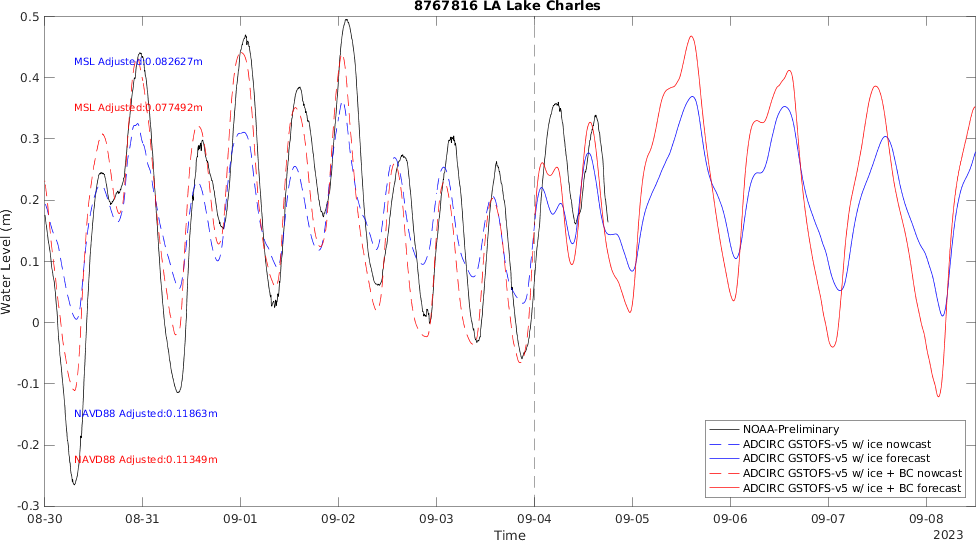 8767816 LA Lake Charles
0.5
0.4
0.3
0.2
0.1
0
-0.1
-0.2
-0.3
Water Level (m)
MSL Adjusted:0.082627m
MSL Adjusted:0.077492m
NAVD88 Adjusted:0.11863m
NAVD88 Adjusted:0.11349m
NOAA-Preliminary
ADCIRC GSTOFS-v5 w/ ice nowcast
ADCIRC GSTOFS-v5 w/ ice forecast
ADCIRC GSTOFS-v5 w/ice + BC nowcast
ADCIRC GSTOFS-v5 w/ice + BC forecast
08-30 08-31 09-01 09-02 09-03 09-04 09-05 09-06 09-07 09-08
Time
2023